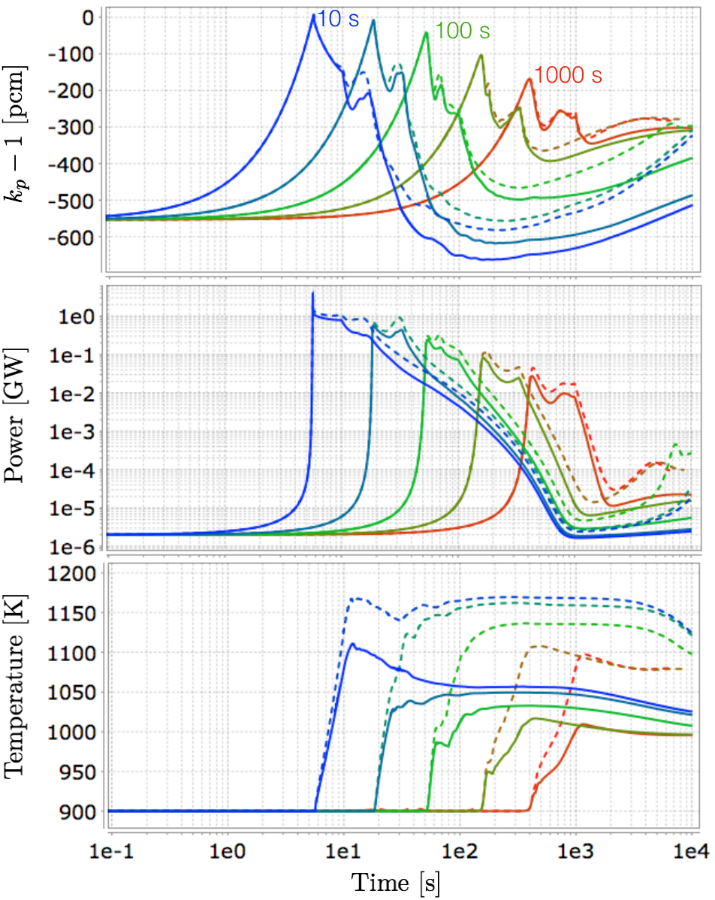 10 s
100 s
1000 s
k_p − 1 [pcm]
0
-100
-200
-300
-400
-500
-600
Power [GW]
1e0
1e-1
1e-2
1e-3
1e-4
1e-5
1e-6
Temperature [K]
1200
1150
1100
1050
1000
950
900
1e-1 1e0 1e1 1e2 1e3 1e4
Time [s]